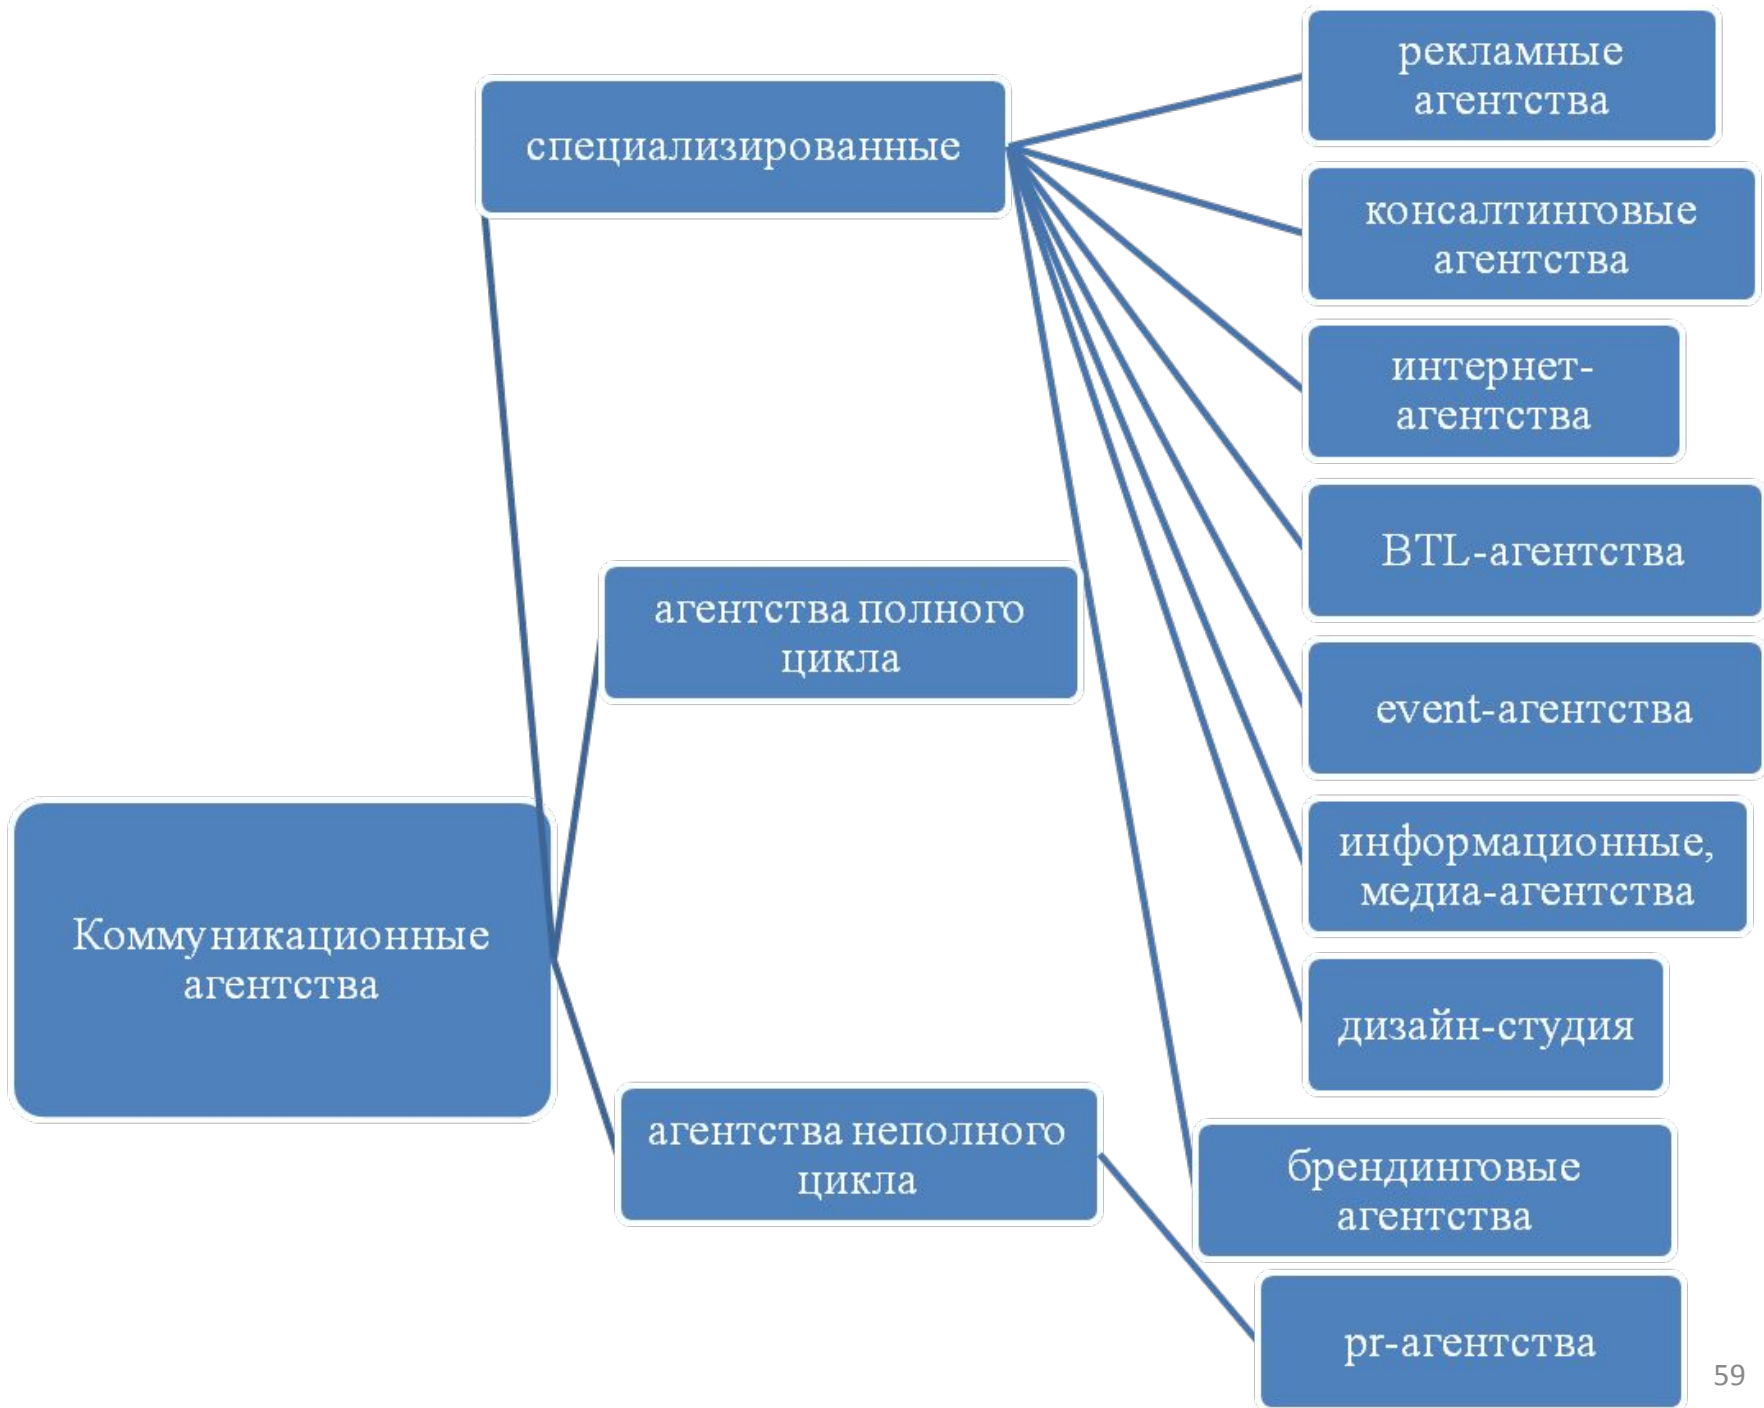 рекламные
агентства
специализированные
консалтинговые
агентства
интернет-
агентства
BTL-агентства
агентства полного
цикла
event-агентства
информационные,
медиа-агентства
Коммуникационные
агентства
дизайн-студия
агентства неполного
цикла
брендинговые
агентства
pr-агентства
59